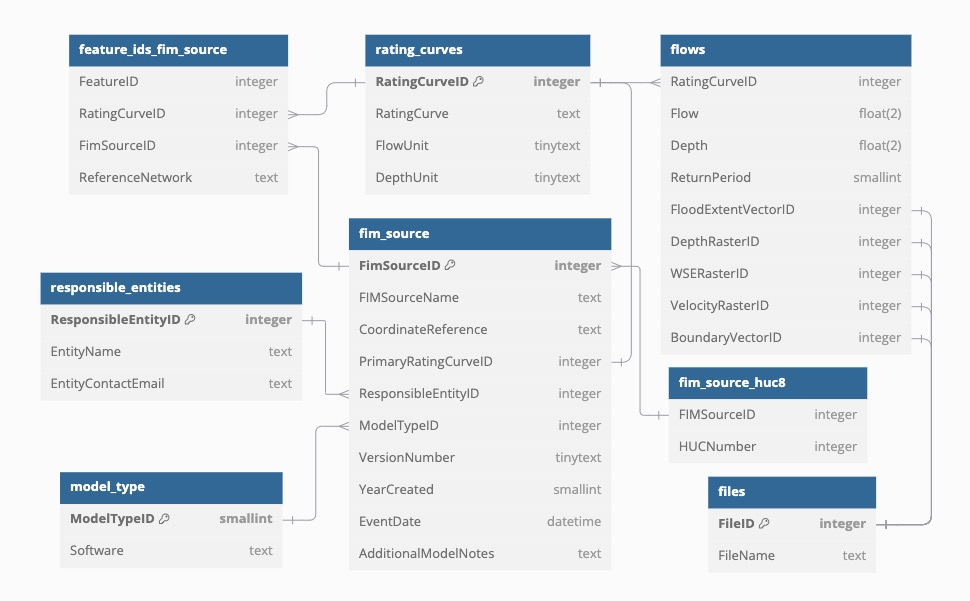 feature_ids_fim_source
FeatureID integer
RatingCurveID integer
FimSourceID integer
ReferenceNetwork text
rating_curves
RatingCurveID integer
RatingCurve text
FlowUnit tinytext
DepthUnit tinytext
flows
RatingCurveID integer
Flow float(2)
Depth float(2)
ReturnPeriod smallint
FloodExtentVectorID integer
DepthRasterID integer
WSERasterID integer
VelocityRasterID integer
BoundaryVectorID integer
fim_source
FimSourceID integer
FIMSourceName text
CoordinateReference text
PrimaryRatingCurveID integer
ResponsibleEntityID integer
ModelTypeID integer
VersionNumber tinytext
YearCreated smallint
EventDate datetime
AdditionalModelNotes text
responsible_entities
ResponsibleEntityID integer
EntityName text
EntityContactEmail text
fim_source_huc8
FIMSourceID integer
HUCNumber integer
model_type
ModelTypeID smallint
Software text
files
FileID integer
FileName text